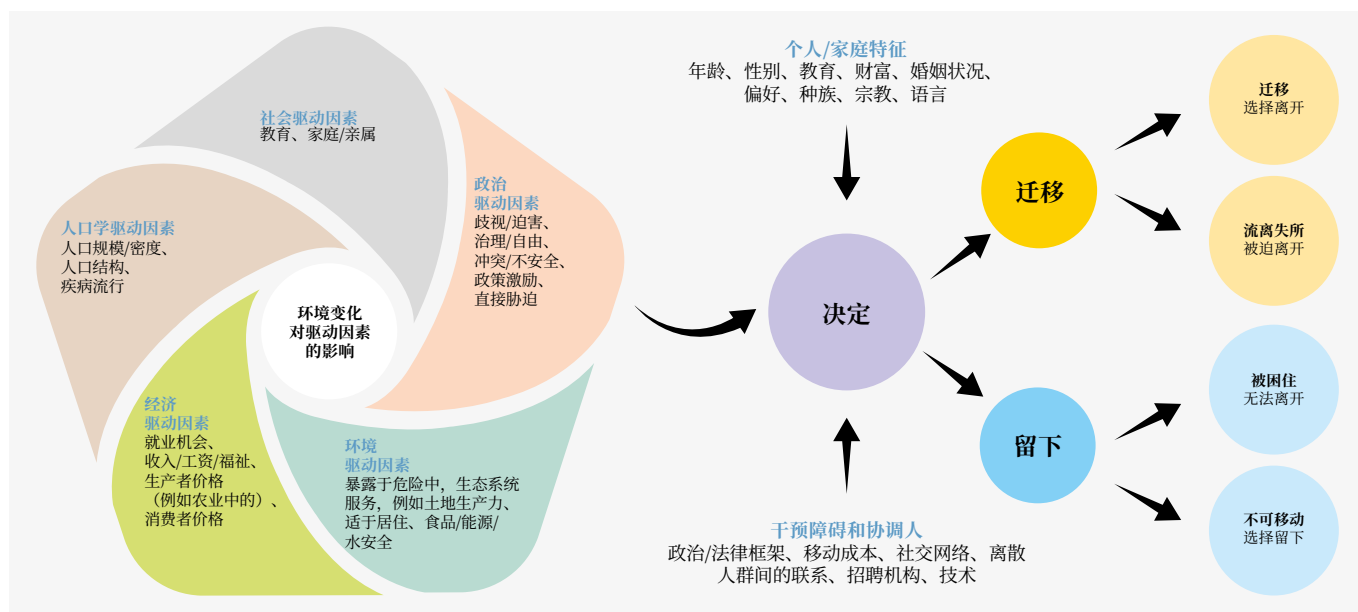 社会驱动因素
教育、家庭/亲属
政治
驱动因素
歧视/迫害、
治理/自由、
冲突/不安全、
政策激励、
直接胁迫
人口学驱动因素
人口规模/密度、
人口结构、
疾病流行
环境变化
对驱动因素
的影响
经济
驱动因素
就业机会、
收入/工资/福祉、
生产者价格
（例如农业中的）、
消费者价格
环境
驱动因素
暴露于危险中，生态系统
服务，例如土地生产力、
适于居住、食品/能源/
水安全
个人/家庭特征
年龄、性别、教育、财富、婚姻状况、
偏好、种族、宗教、语言
决定
干预障碍和协调人
政治/法律框架、移动成本、社交网络、离散
人群间的联系、招聘机构、技术
迁移
留下
迁移
选择离开
流离失所
被迫离开
被困住
无法离开
不可移动
选择留下